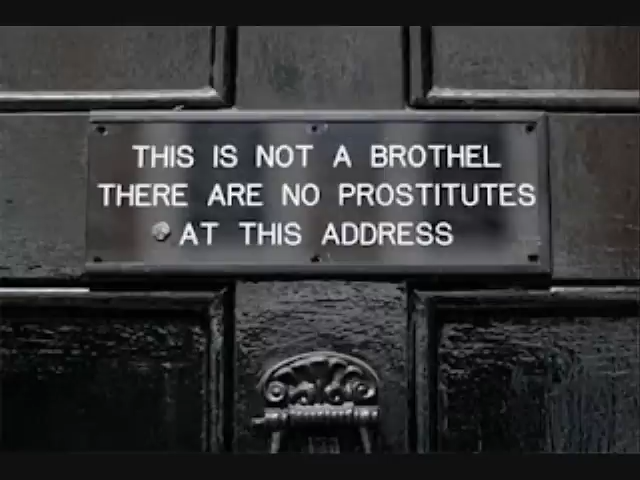 THIS IS NOT A BROTHEL
THERE ARE NO PROSTITUTES
AT THIS ADDRESS